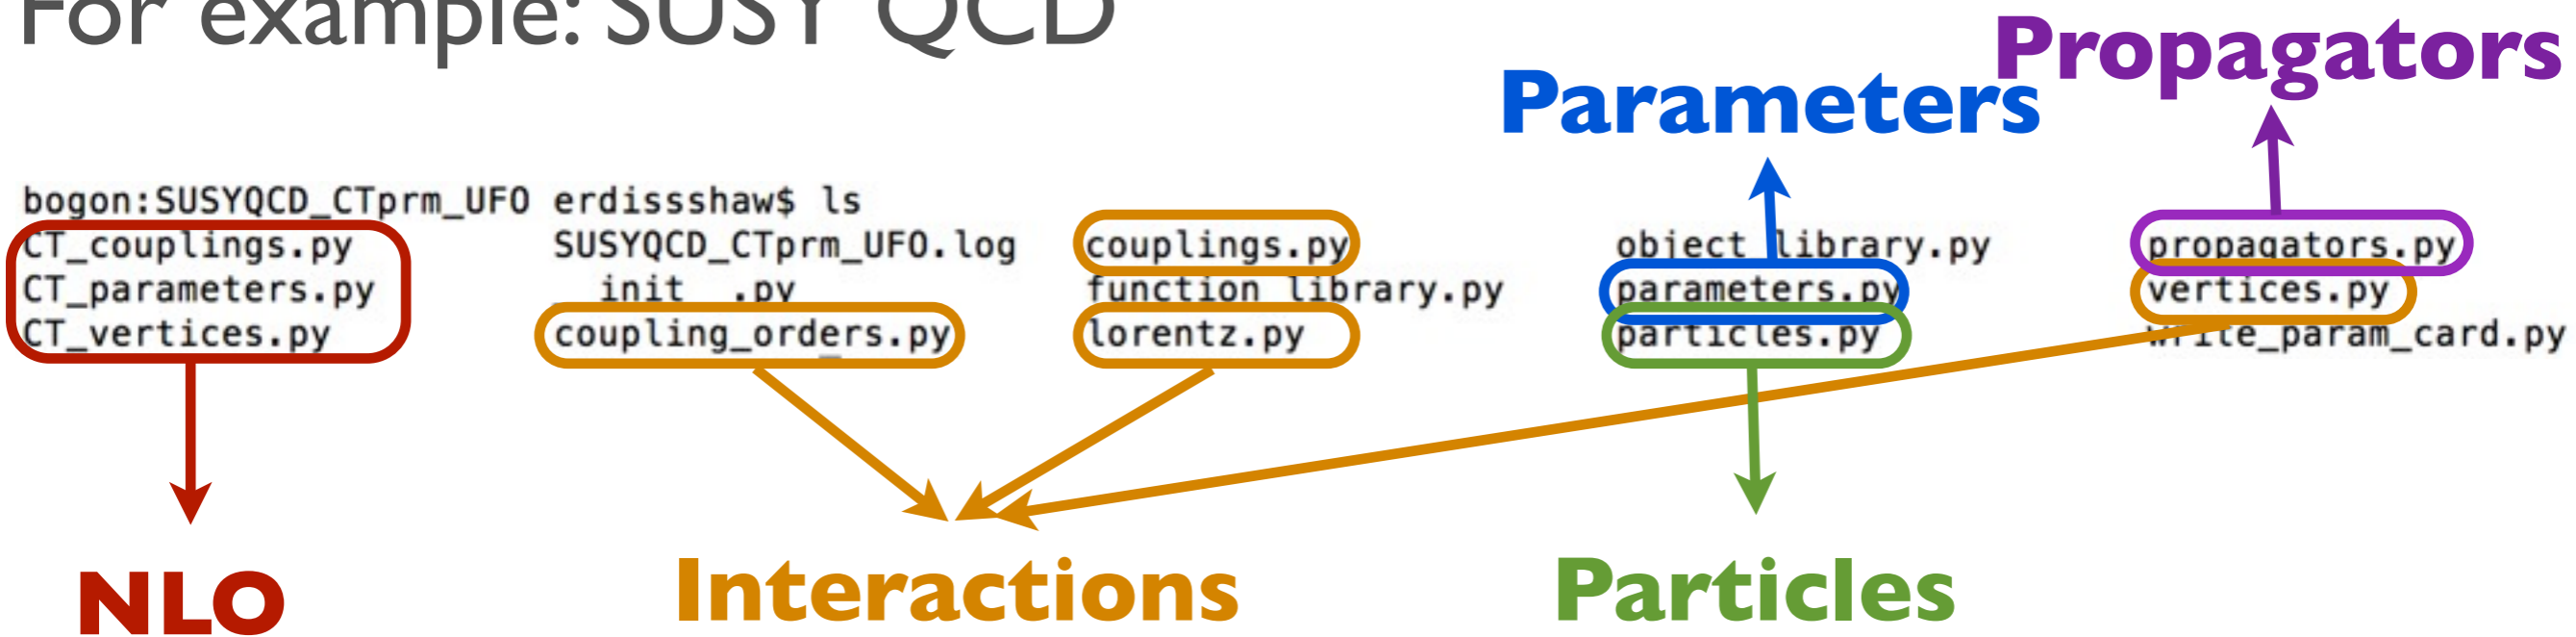 For example: SUSY QCD
Propagators
Parameters
bogon:SUSYQCD_CTprm_UFO erdissshaw$ ls
CT_couplings.py SUSYQCD_CTprm_UFO.log couplings.py object_library.py propagators.py
CT_parameters.py __init__.py function_library.py parameters.py vertices.py
CT_vertices.py coupling_orders.py lorentz.py particles.py write_param_card.py
NLO Interactions Particles